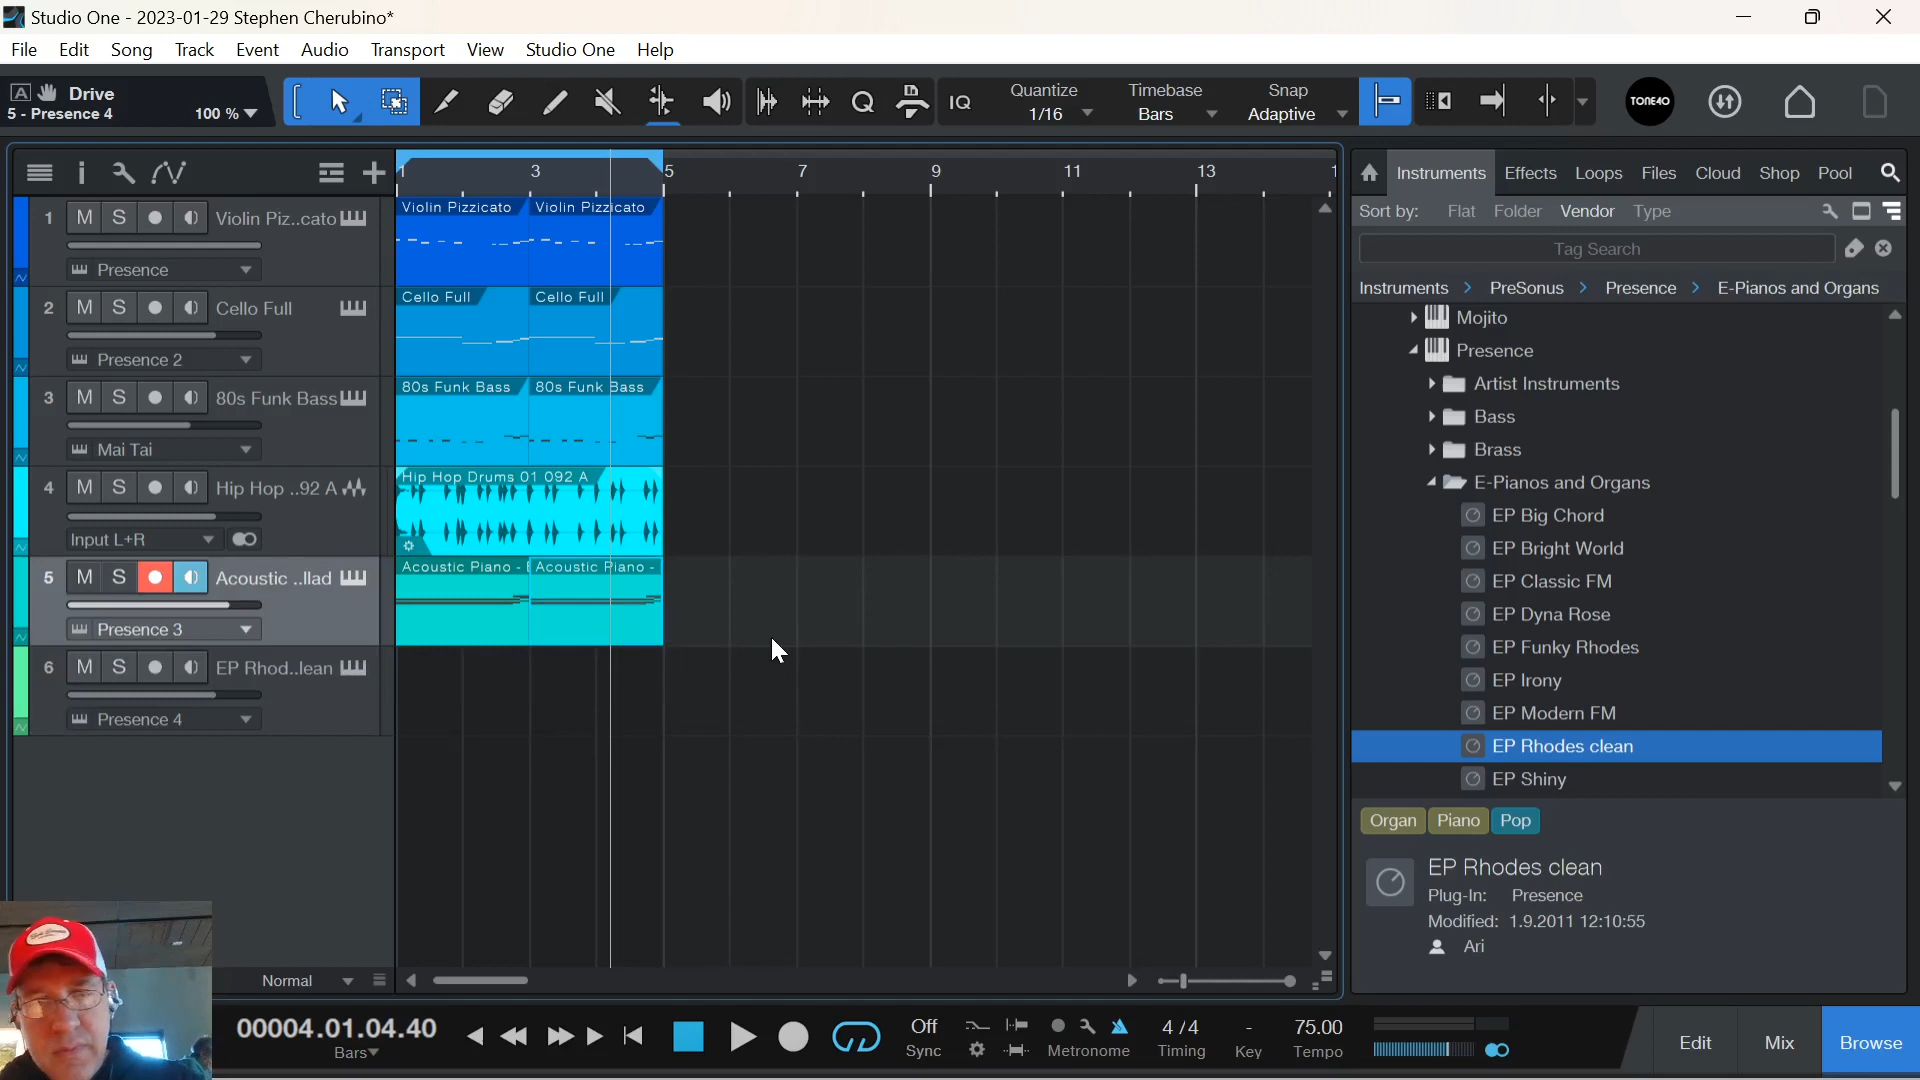 Studio One - 2023-01-29 Stephen Cherubino*
File Edit Song Track Event Audio Transport View Studio One Help
A Drive
5 - Presence 4 100 %
IQ
Quantize
1/16
Timebase
Bars
Snap
Adaptive
TONE40
1 3 5 7 9 11 13
Instruments Effects Loops Files Cloud Shop Pool
Sort by: Flat Folder Vendor Type
Tag Search
Instruments > PreSonus > Presence > E-Pianos and Organs
1 M S Violin Piz..cato
Presence
2 M S Cello Full
Presence 2
3 M S 80s Funk Bass
Mai Tai
4 M S Hip Hop ..92 A
Input L+R
5 M S Acoustic ..llad
Presence 3
6 M S EP Rhod..lean
Presence 4
Violin Pizzicato Violin Pizzicato
Cello Full Cello Full
80s Funk Bass 80s Funk Bass
Hip Hop Drums 01 092 A
Acoustic Piano - Acoustic Piano -
Mojito
Presence
Artist Instruments
Bass
Brass
E-Pianos and Organs
EP Big Chord
EP Bright World
EP Classic FM
EP Dyna Rose
EP Funky Rhodes
EP Irony
EP Modern FM
EP Rhodes clean
EP Shiny
Organ Piano Pop
EP Rhodes clean
Plug-In: Presence
Modified: 1.9.2011 12:10:55
Ari
Normal
00004.01.04.40
Bars
Off
Sync
Metronome
4 / 4
Timing
-
Key
75.00
Tempo
Edit Mix Browse